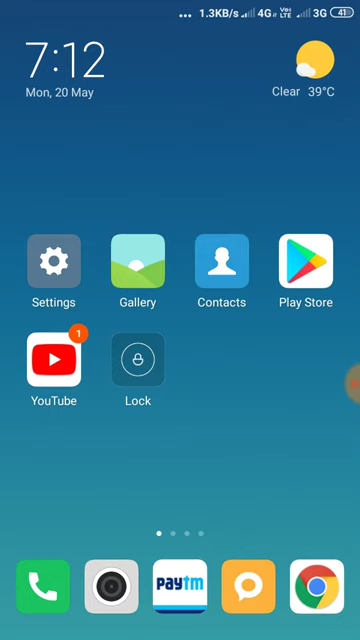 ... 1.3KB/s 4G Vo LTE 3G 41
7:12
Mon, 20 May
Clear 39°C
Settings Gallery Contacts Play Store
1
YouTube Lock
paytm